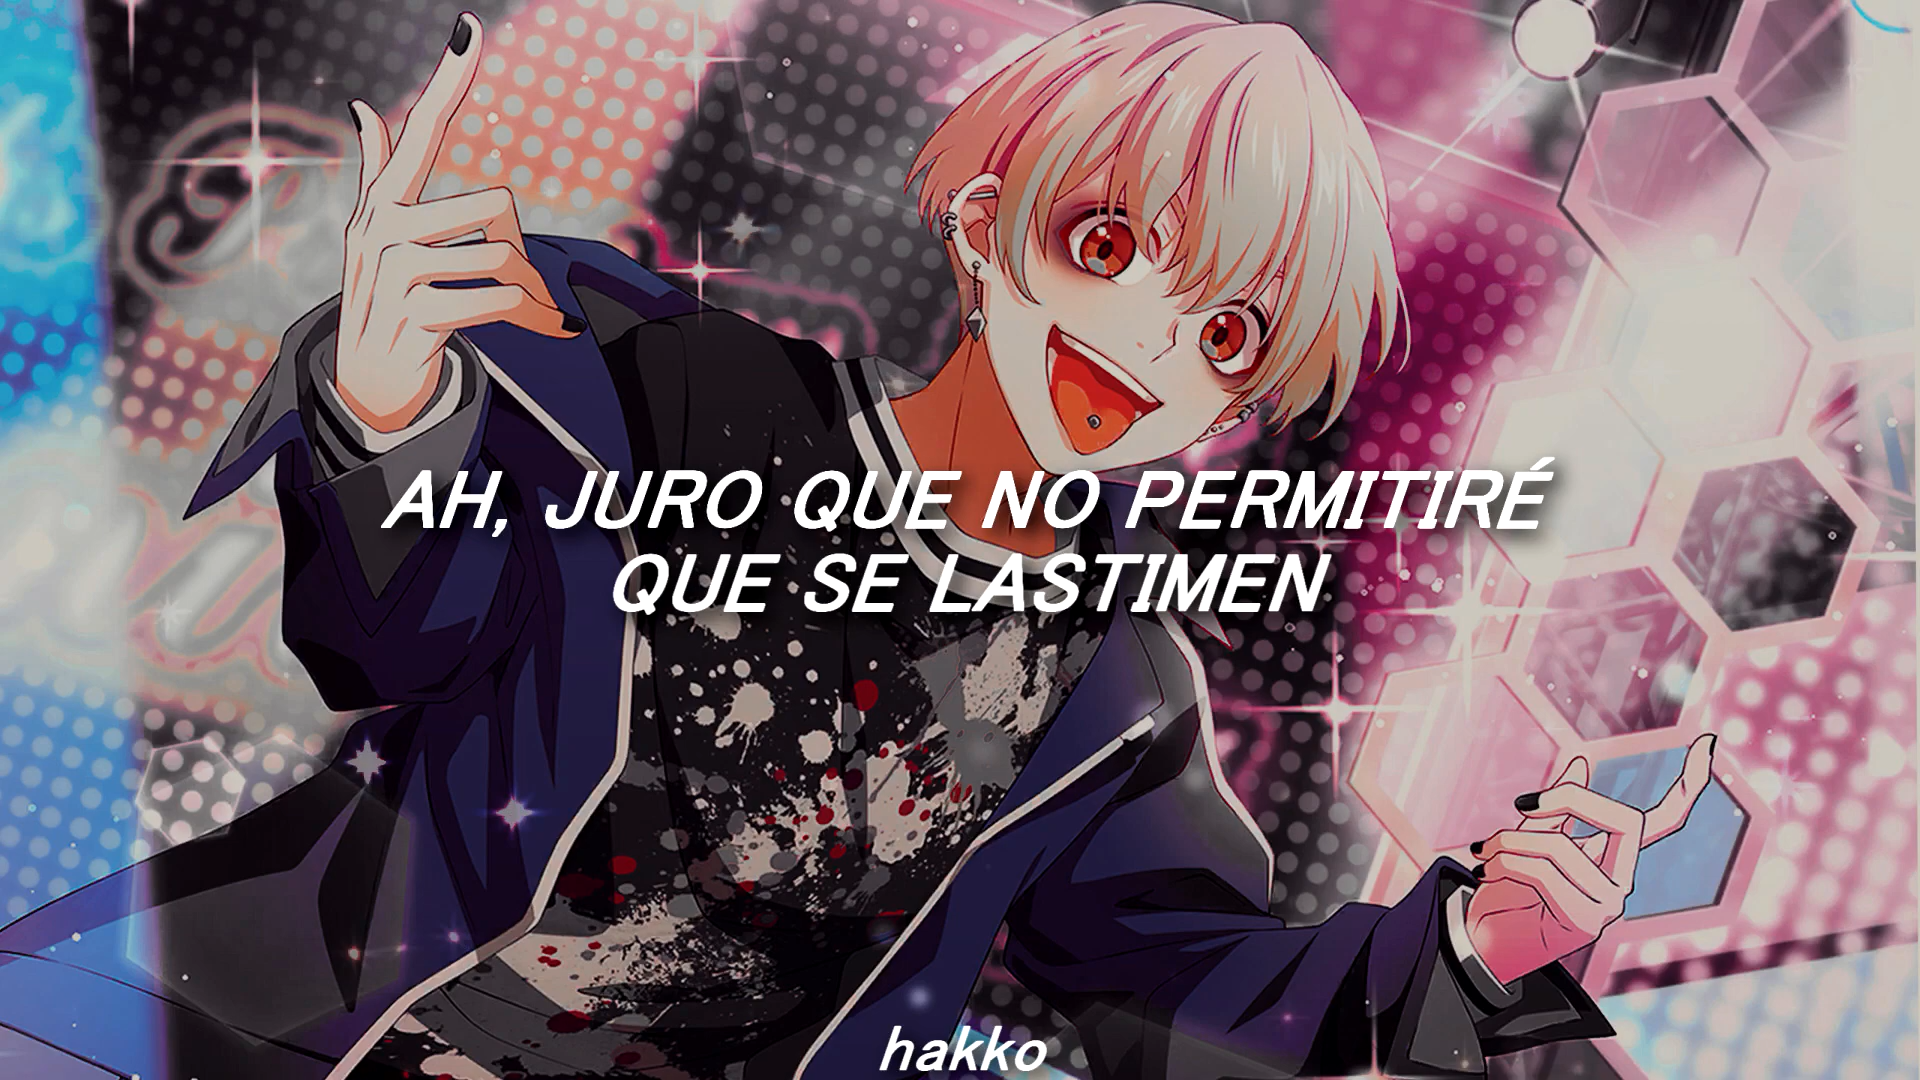 AH, JURO QUE NO PERMITIRÉ
QUE SE LASTIMEN
hakko